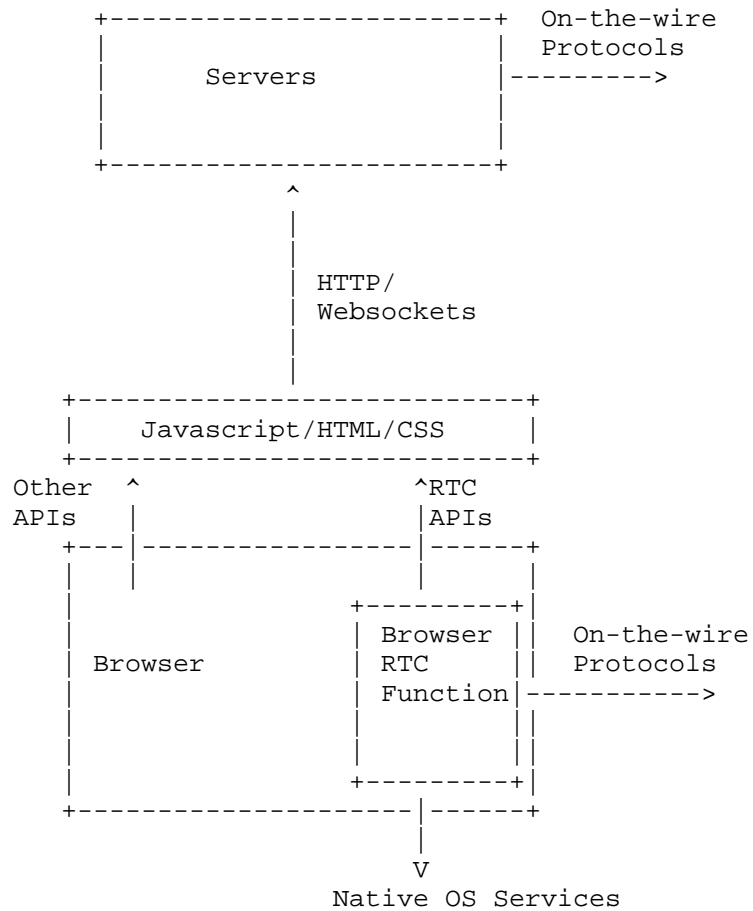 On-the-wire
Protocols
Servers
HTTP/
Websockets
Javascript/HTML/CSS
Other
APIs
RTC
APIs
Browser
Browser
RTC
Function
On-the-wire
Protocols
Native OS Services